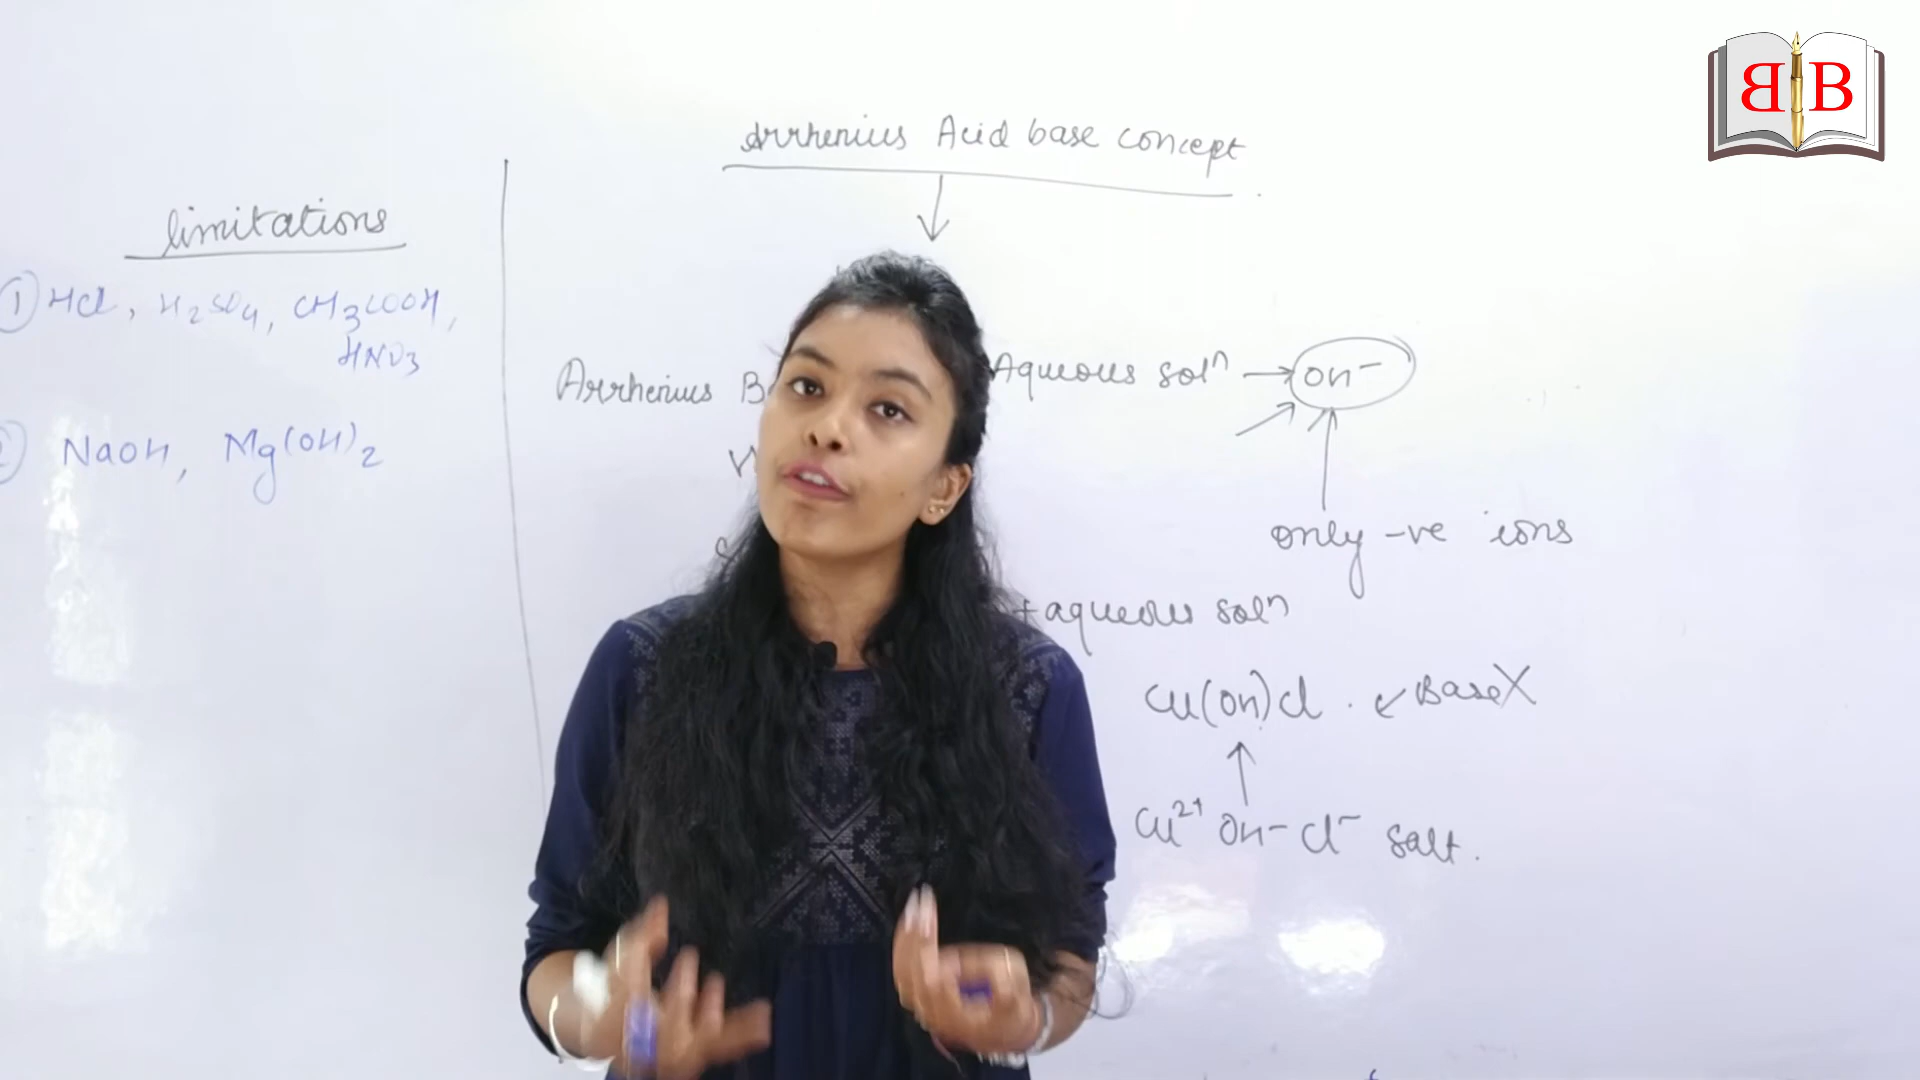 Arrhenius Acid base concept
limitations
① HCl, H2SO4, CH3COOH,
HNO3
② NaOH, Mg(OH)2
Arrhenius
Aqueous solⁿ → OH⁻
only -ve ions
+ aqueous solⁿ
Cu(OH)Cl . ↙ Base X
Cu²⁺ OH⁻ Cl⁻ salt.
BB